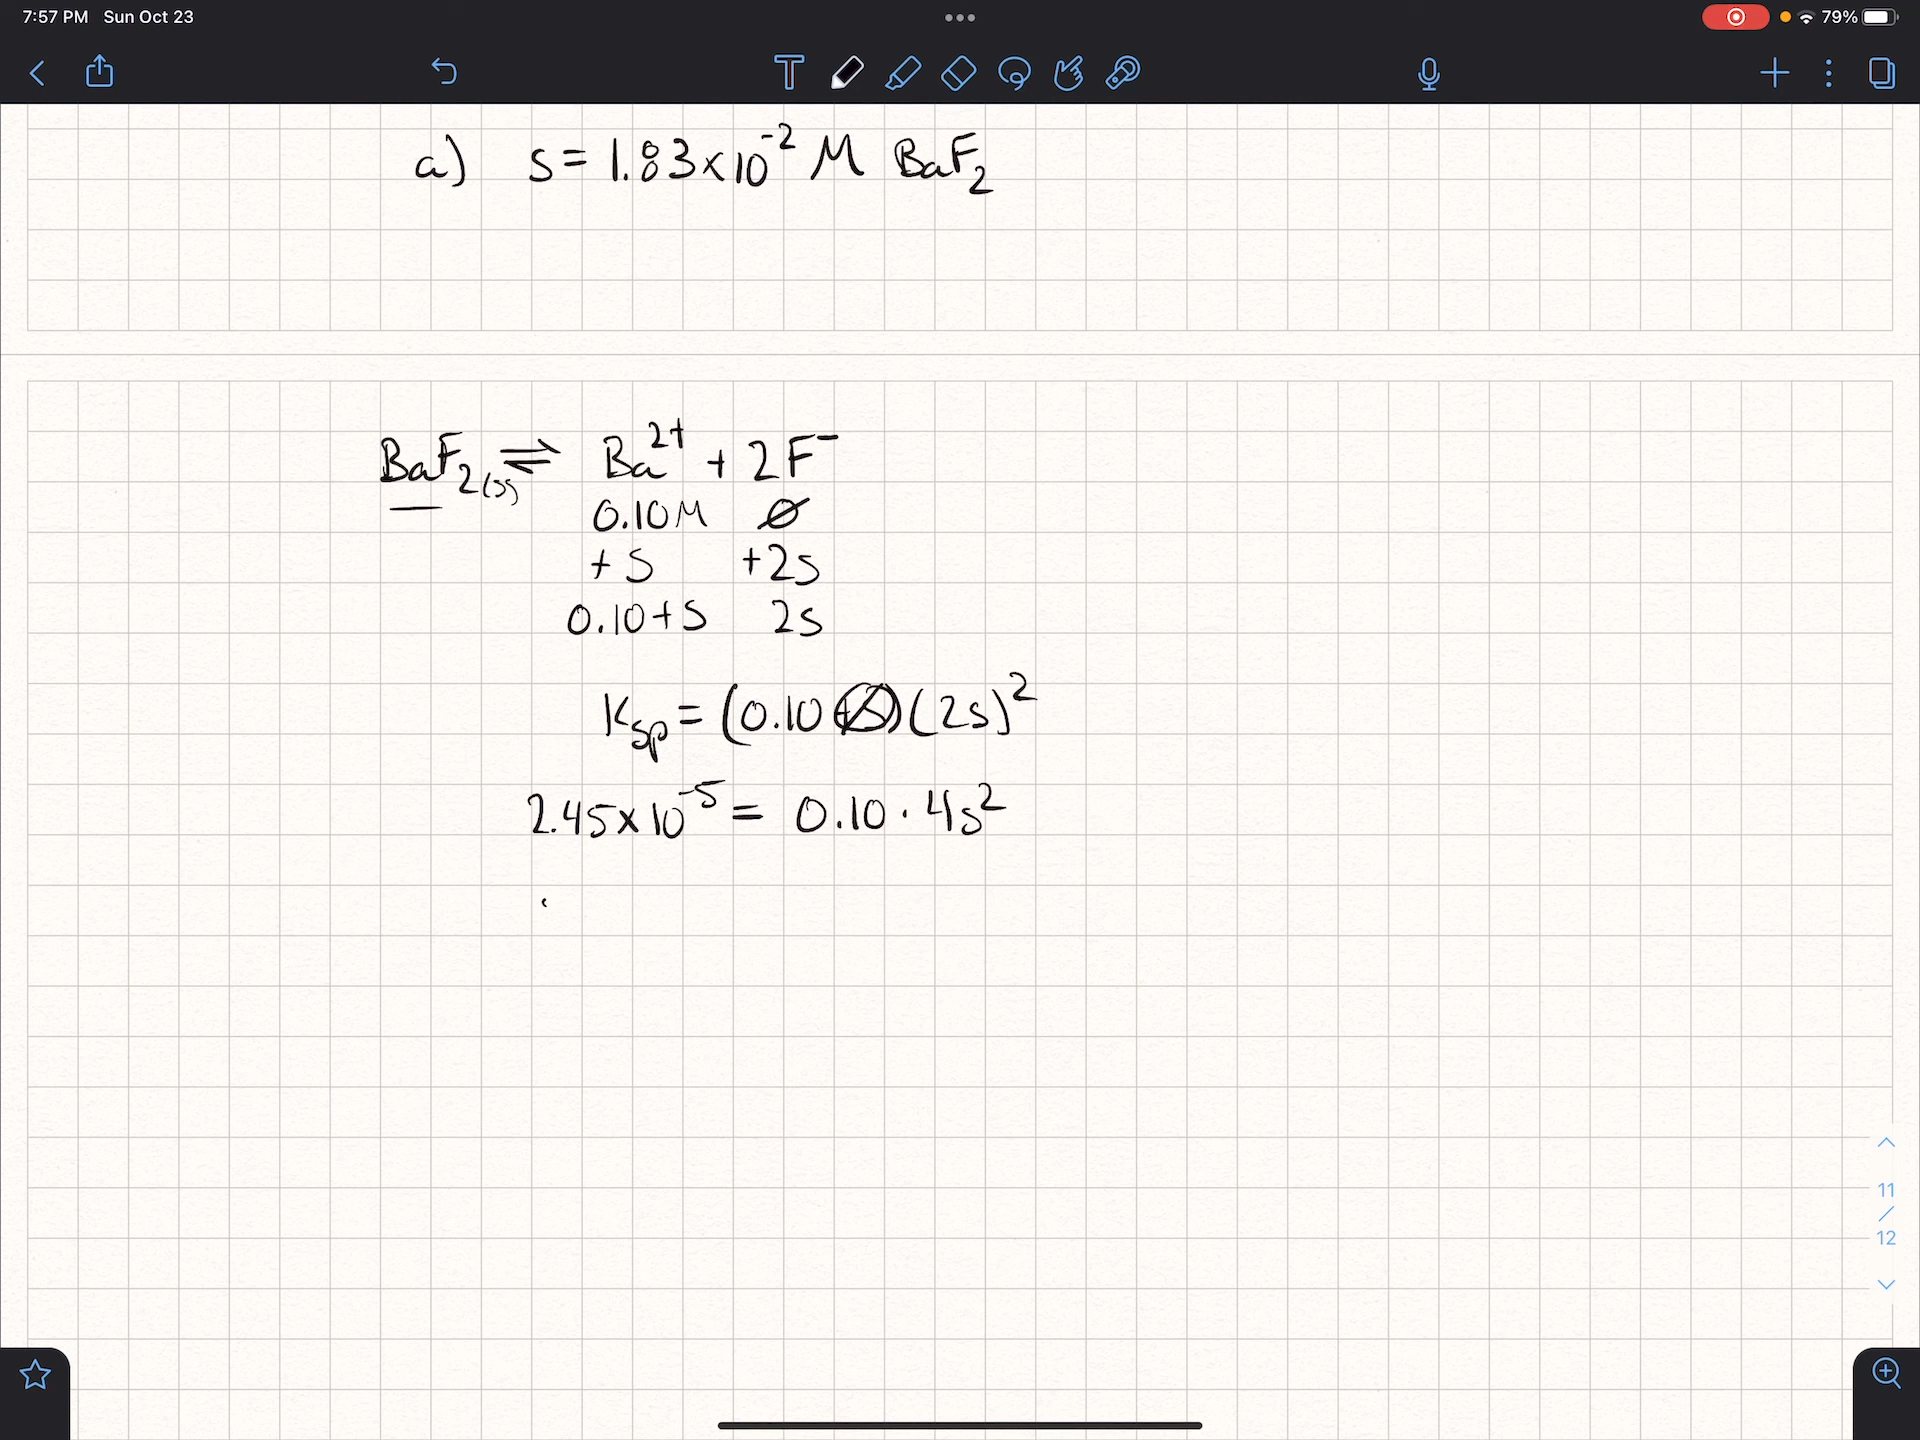 7:57 PM Sun Oct 23
79%
a) s = 1.83×10⁻² M BaF₂
BaF₂(s) ⇌ Ba²⁺ + 2F⁻
0.10M ∅
+S +2s
0.10+S 2s
Ksp = (0.10+s)(2s)²
2.45×10⁻⁵ = 0.10 · 4s²
11
/
12